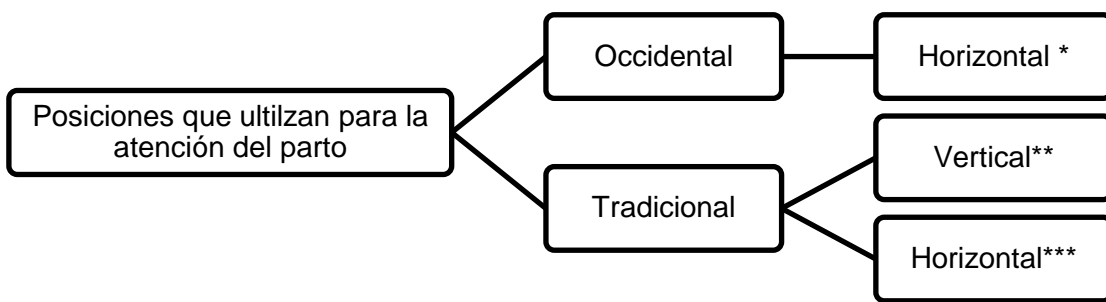 Posiciones que ultilzan para la
atención del parto
Occidental
Horizontal *
Tradicional
Vertical**
Horizontal***